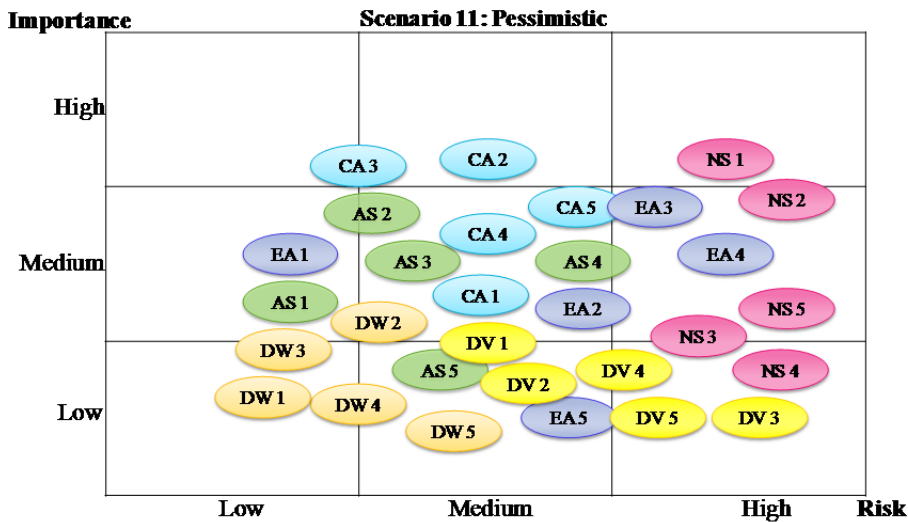 Importance
Scenario 11: Pessimistic
High
CA 3
CA 2
NS 1
AS 2
CA 5
EA 3
NS 2
Medium
EA 1
AS 3
CA 4
AS 4
EA 4
AS 1
DW 2
CA 1
EA 2
NS 5
DW 3
DV 1
NS 3
AS 5
DV 2
DV 4
NS 4
Low
DW 1
DW 4
DW 5
EA 5
DV 5
DV 3
Low
Medium
High
Risk